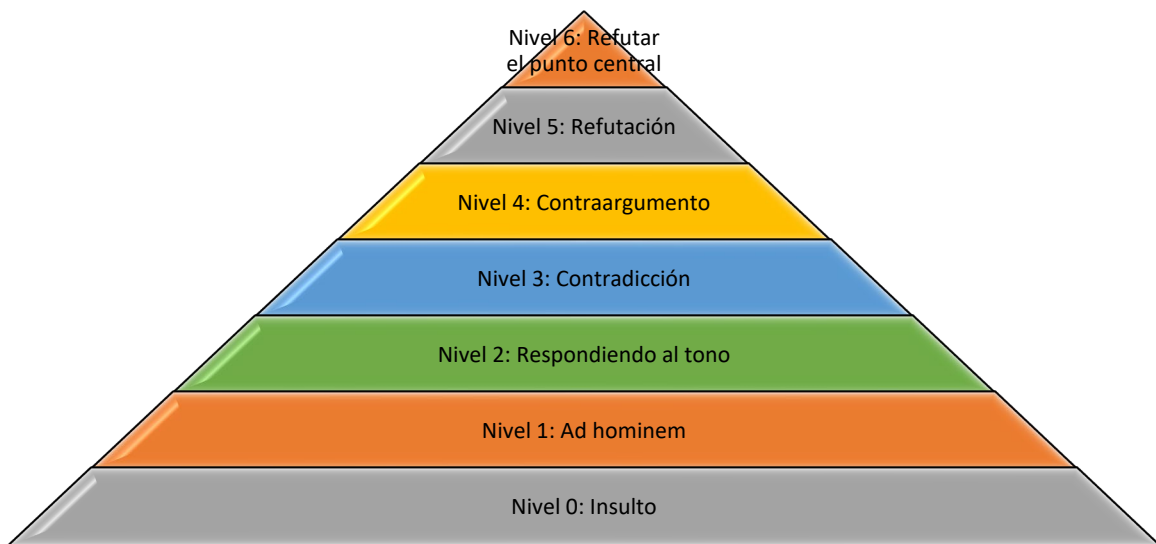 Nivel 6: Refutar
el punto central
Nivel 5: Refutación
Nivel 4: Contraargumento
Nivel 3: Contradicción
Nivel 2: Respondiendo al tono
Nivel 1: Ad hominem
Nivel 0: Insulto